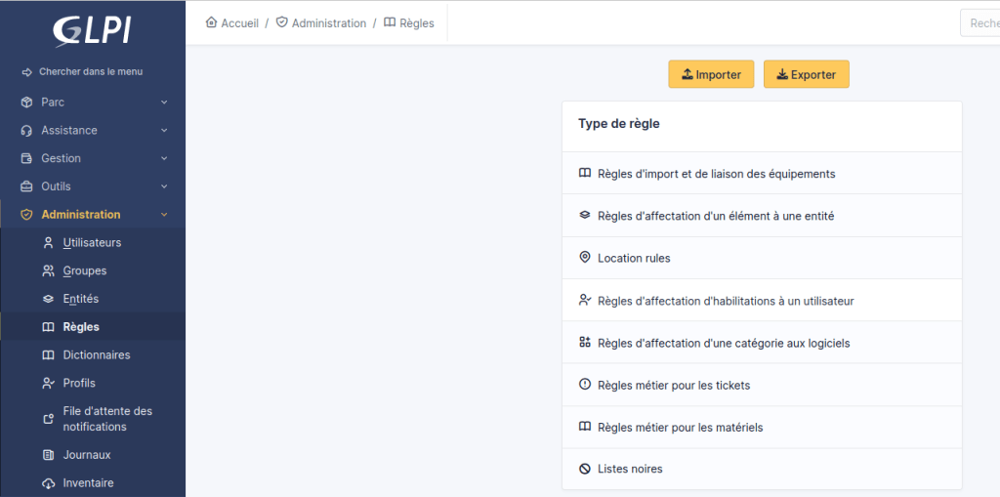 GLPI
Chercher dans le menu
Parc
Assistance
Gestion
Outils
Administration
Utilisateurs
Groupes
Entités
Règles
Dictionnaires
Profils
File d'attente des
notifications
Journaux
Inventaire
Accueil / Administration / Règles
Reche
Importer
Exporter
Type de règle
Règles d'import et de liaison des équipements
Règles d'affectation d'un élément à une entité
Location rules
Règles d'affectation d'habilitations à un utilisateur
Règles d'affectation d'une catégorie aux logiciels
Règles métier pour les tickets
Règles métier pour les matériels
Listes noires